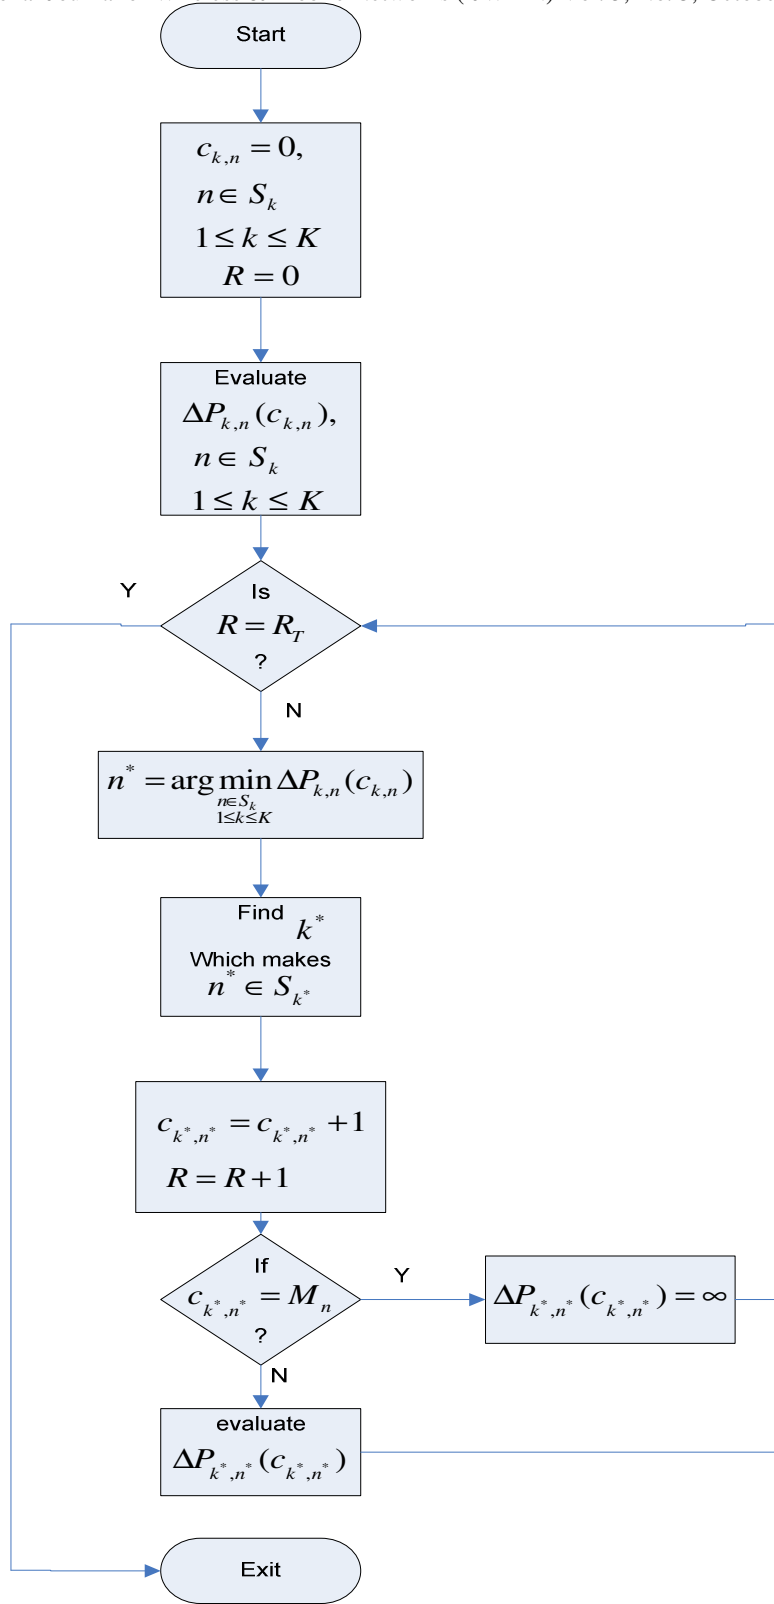 Start
c_{k,n} = 0,
n ∈ S_k
1 ≤ k ≤ K
R = 0
Evaluate
ΔP_{k,n}(c_{k,n}),
n ∈ S_k
1 ≤ k ≤ K
Y
Is
R = R_T
?
N
n^* = arg min ΔP_{k,n}(c_{k,n})
n∈S_k
1≤k≤K
Find k^*
Which makes
n^* ∈ S_{k^*}
c_{k^*,n^*} = c_{k^*,n^*} + 1
R = R + 1
If
Y
c_{k^*,n^*} = M_n
ΔP_{k^*,n^*}(c_{k^*,n^*}) = ∞
?
N
evaluate
ΔP_{k^*,n^*}(c_{k^*,n^*})
Exit